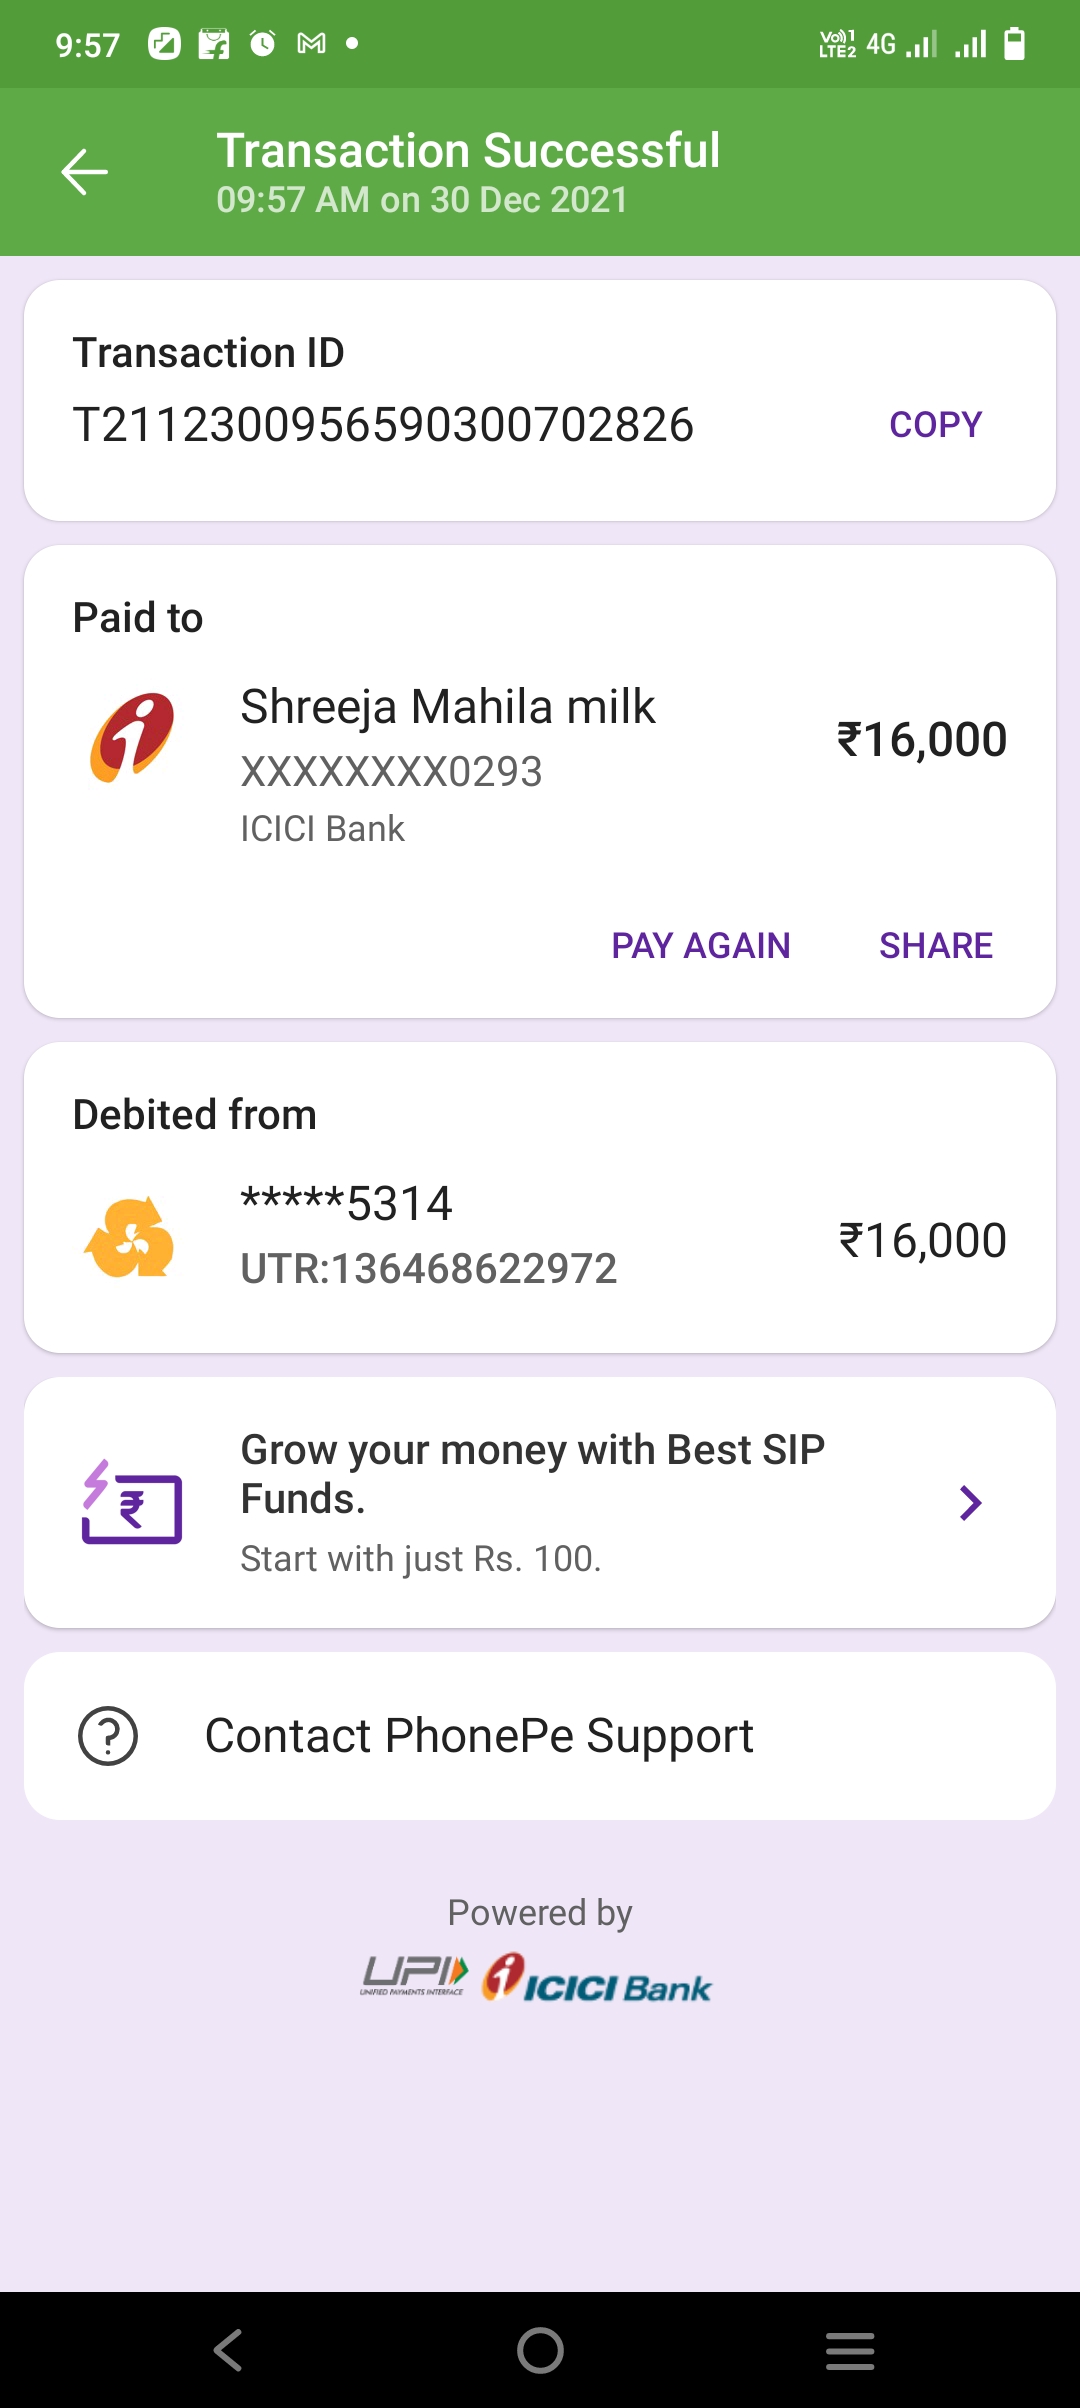 9:57
Vo))1
LTE2 4G
Transaction Successful
09:57 AM on 30 Dec 2021
Transaction ID
T2112300956590300702826
COPY
Paid to
Shreeja Mahila milk
₹16,000
XXXXXXXX0293
ICICI Bank
PAY AGAIN
SHARE
Debited from
*****5314
₹16,000
UTR:136468622972
Grow your money with Best SIP
Funds.
Start with just Rs. 100.
Contact PhonePe Support
Powered by
UPI
UNIFIED PAYMENTS INTERFACE
ICICI Bank